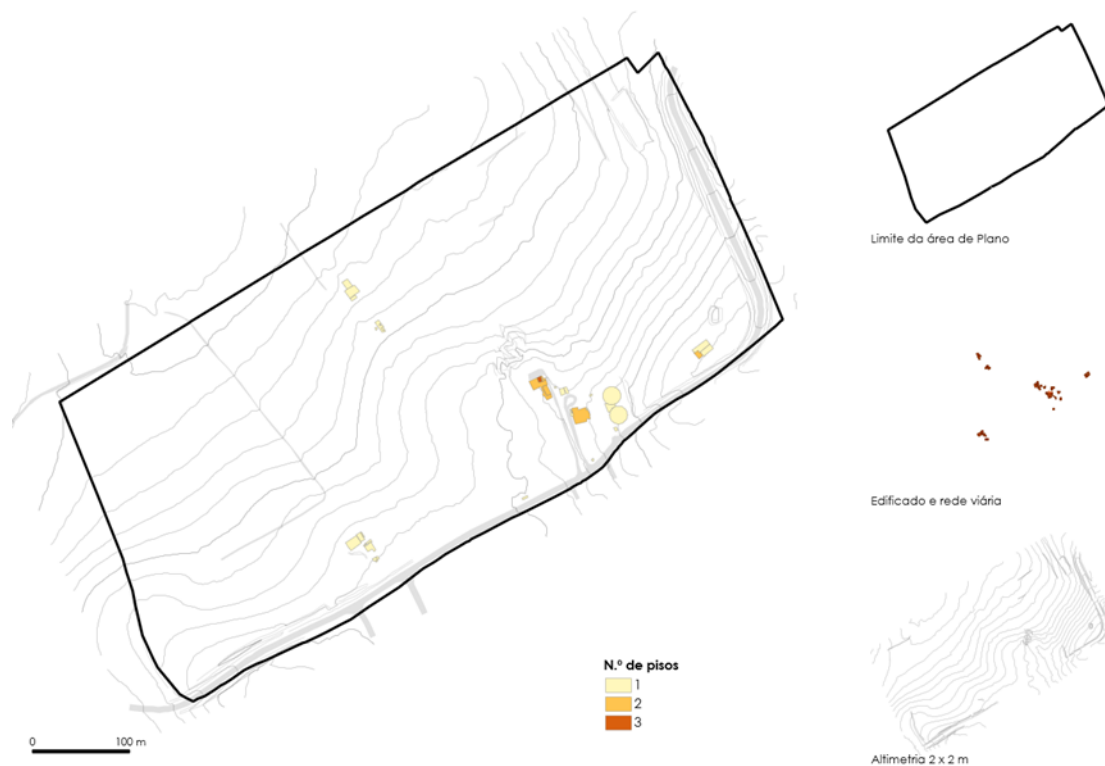 Limite da área de Plano
Edificado e rede viária
N.º de pisos
1
2
3
0 100 m
Altimetria 2 x 2 m